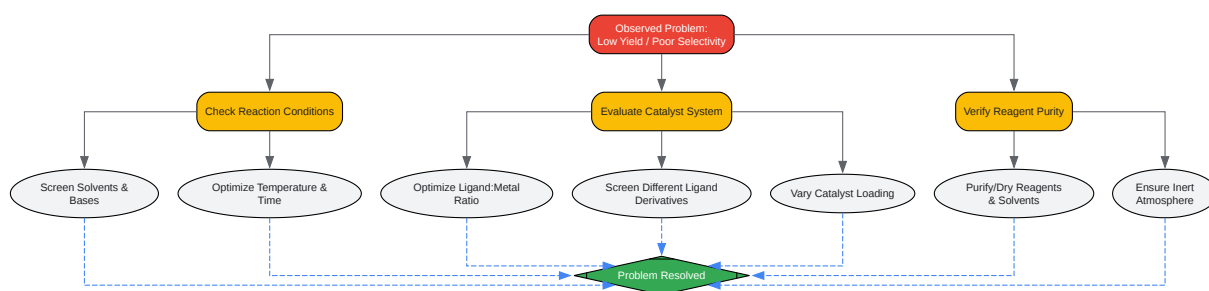 Observed Problem:
Low Yield / Poor Selectivity
Check Reaction Conditions
Evaluate Catalyst System
Verify Reagent Purity
Screen Solvents &
Bases
Optimize Temperature &
Time
Optimize Ligand:Metal
Ratio
Screen Different Ligand
Derivatives
Vary Catalyst Loading
Purify/Dry Reagents
& Solvents
Ensure Inert
Atmosphere
Problem Resolved